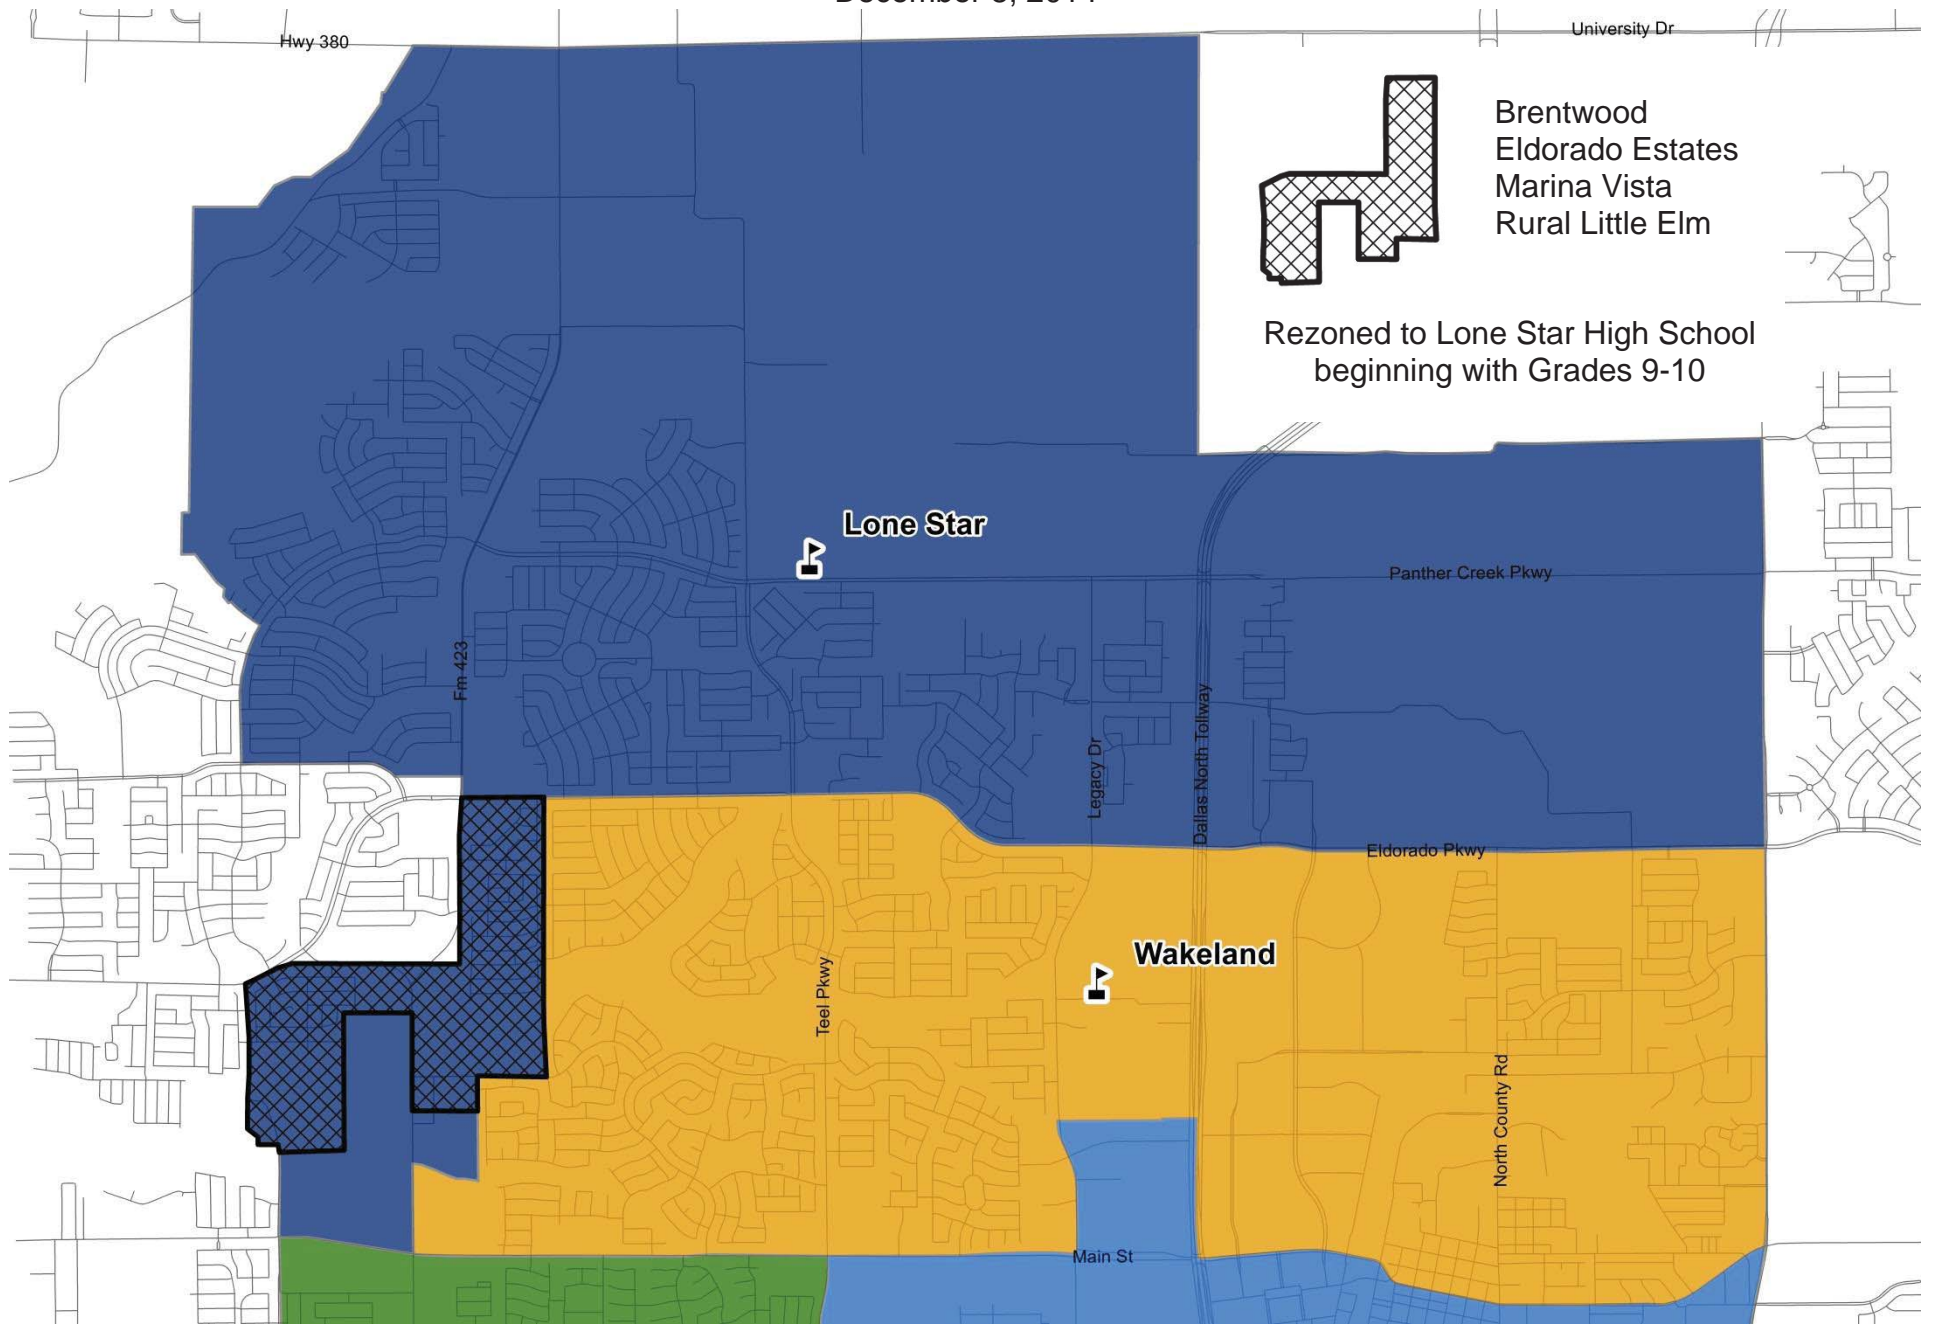 Hwy 380
University Dr
Brentwood
Eldorado Estates
Marina Vista
Rural Little Elm
Rezoned to Lone Star High School
beginning with Grades 9-10
Lone Star
Panther Creek Pkwy
Fm 423
Legacy Dr
Dallas North Tollway
Eldorado Pkwy
Wakeland
Teel Pkwy
North County Rd
Main St